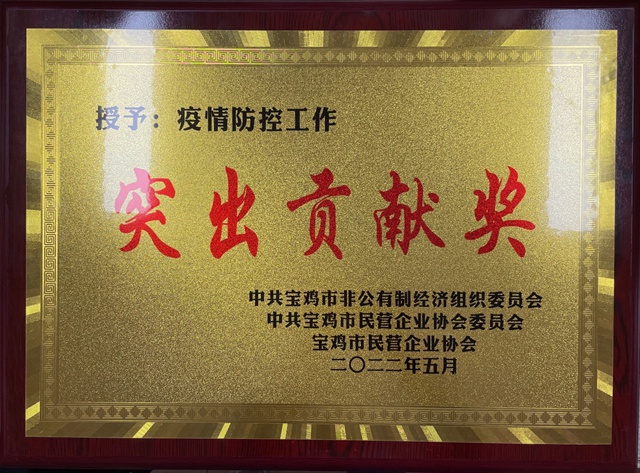 授予：疫情防控工作
突出贡献奖
中共宝鸡市非公有制经济组织委员会
中共宝鸡市民营企业协会委员会
宝鸡市民营企业协会
二〇二二年五月